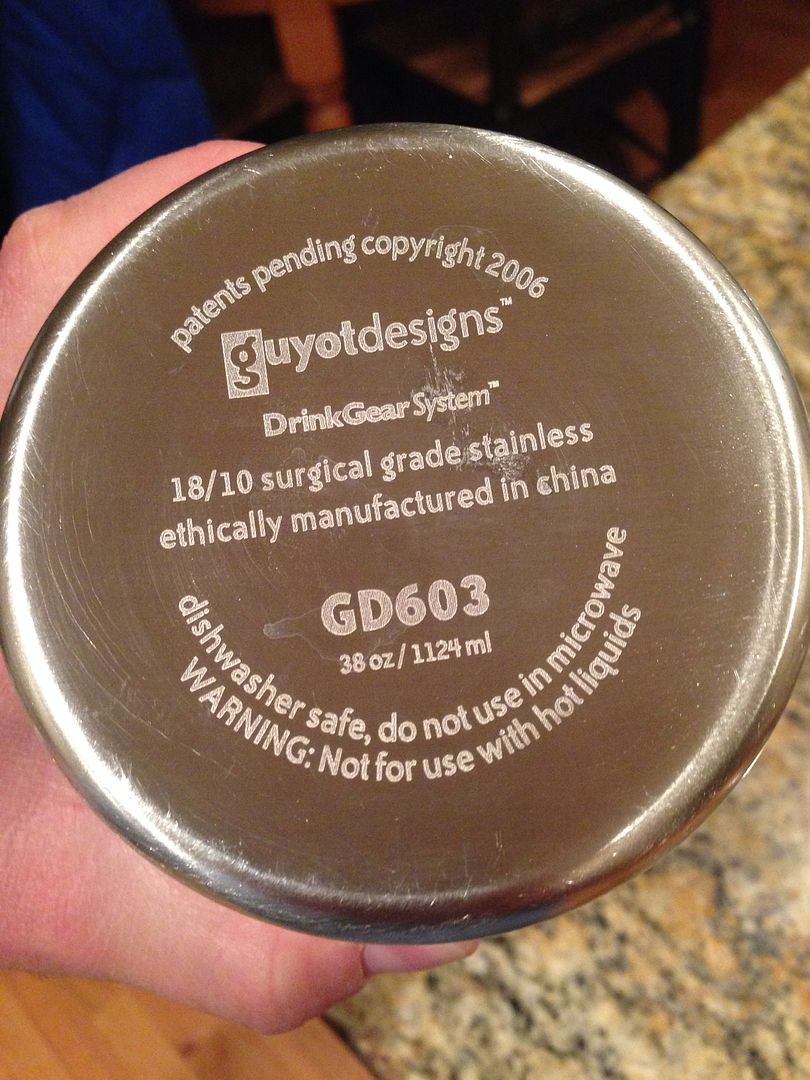 patents pending copyright 2006
guyotdesigns™
DrinkGear System™
18/10 surgical grade stainless
ethically manufactured in china
GD603
38 oz / 1124 ml
dishwasher safe, do not use in microwave
WARNING: Not for use with hot liquids